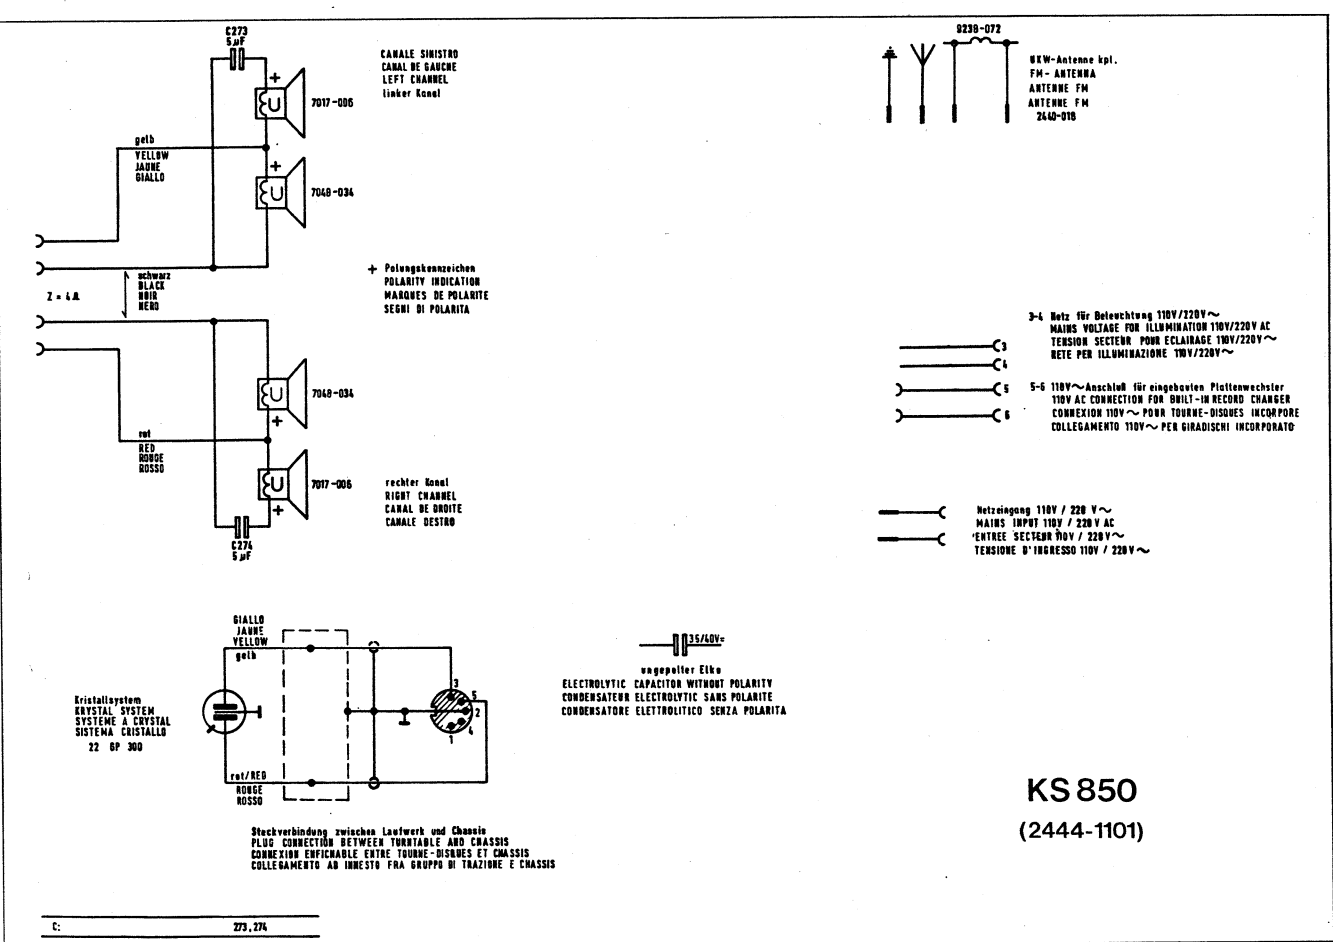 C273
5µF
+
7017-006
CANALE SINISTRO
CANAL DE GAUCHE
LEFT CHANNEL
linker Kanal
gelb
YELLOW
JAUNE
GIALLO
+
7048-034
schwarz
BLACK
NOIR
NERO
Z = 4 Ω
+ Polungskennzeichen
POLARITY INDICATION
MARQUES DE POLARITE
SEGNI DI POLARITA
7048-034
+
rot
RED
ROUGE
ROSSO
7017-006
+
C274
5µF
rechter Kanal
RIGHT CHANNEL
CANAL DE DROITE
CANALE DESTRO
9238-072
UKW-Antenne kpl.
FM- ANTENNA
ANTENNE FM
ANTENNE FM
2440-018
3
4
5
6
3-4 Netz für Beleuchtung 110V/220V~
MAINS VOLTAGE FOR ILLUMINATION 110V/220V AC
TENSION SECTEUR POUR ECLAIRAGE 110V/220V~
RETE PER ILLUMINAZIONE 110V/220V~
5-6 110V~Anschluß für eingebauten Plattenwechsler
110V AC CONNECTION FOR BUILT-IN RECORD CHANGER
CONNEXION 110V~ POUR TOURNE-DISQUES INCORPORE
COLLEGAMENTO 110V~ PER GIRADISCHI INCORPORATO
Netzeingang 110V / 220 V~
MAINS INPUT 110V / 220V AC
ENTREE SECTEUR 110V / 220V~
TENSIONE D'INGRESSO 110V / 220V~
GIALLO
JAUNE
YELLOW
gelb
Kristallsystem
KRYSTAL SYSTEM
SYSTEME A CRYSTAL
SISTEMA CRISTALLO
22 GP 300
rot/RED
ROUGE
ROSSO
3
5
2
4
1
35/40V=
ungepolter Elko
ELECTROLYTIC CAPACITOR WITHOUT POLARITY
CONDENSATEUR ELECTROLYTIC SANS POLARITE
CONDENSATORE ELETTROLITICO SENZA POLARITA
Steckverbindung zwischen Laufwerk und Chassis
PLUG CONNECTION BETWEEN TURNTABLE AND CHASSIS
CONNEXION ENFICHABLE ENTRE TOURNE-DISQUES ET CHASSIS
COLLEGAMENTO AD INNESTO FRA GRUPPO DI TRAZIONE E CHASSIS
KS 850
(2444-1101)
C: 273, 274